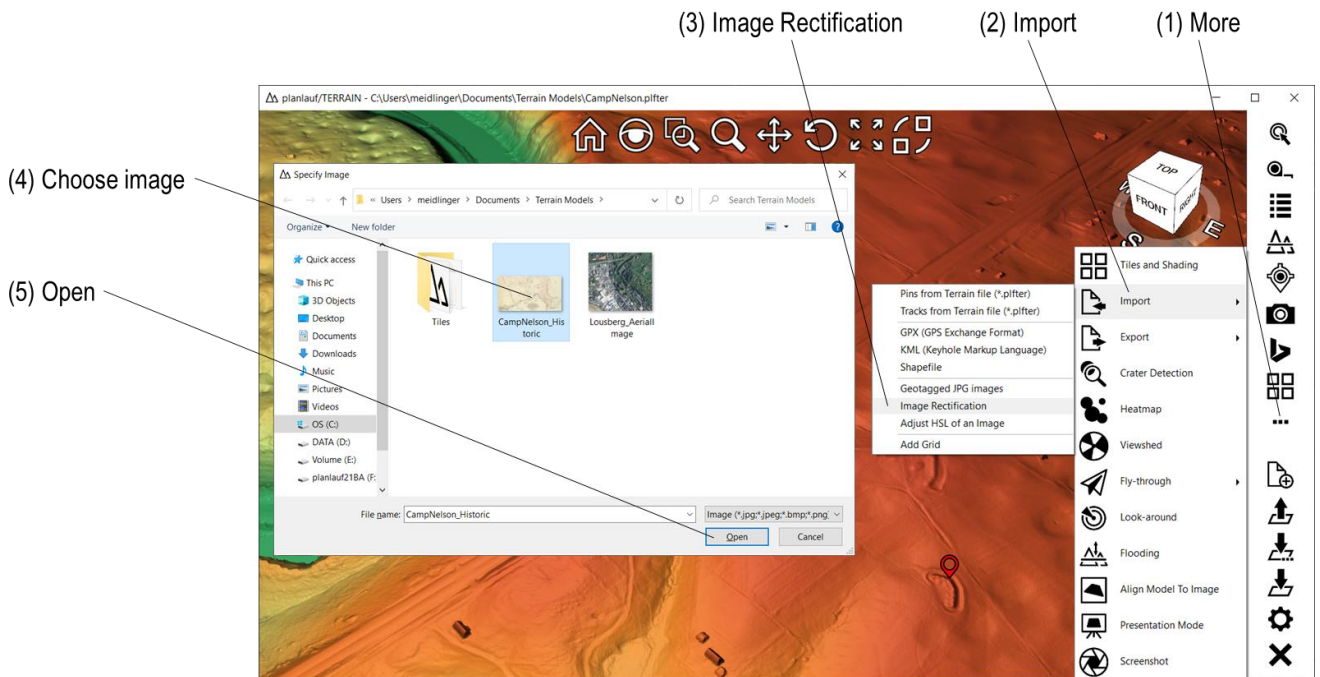 (3) Image Rectification
(2) Import
(1) More
planlauf/TERRAIN - C:\Users\meidlinger\Documents\Terrain Models\CampNelson.plfter
(4) Choose image
(5) Open
Specify Image
« Users > meidlinger > Documents > Terrain Models >
Search Terrain Models
Organize
New folder
Quick access
This PC
3D Objects
Desktop
Documents
Downloads
Music
Pictures
Videos
OS (C:)
DATA (D:)
Volume (E:)
planlauf21BA (F:
Tiles
CampNelson_His
toric
Lousberg_AerialI
mage
File name:
CampNelson_Historic
Image (*.jpg;*.jpeg;*.bmp;*.png)
Open
Cancel
TOP
FRONT
RIGHT
W
S
E
Pins from Terrain file (*.plfter)
Tracks from Terrain file (*.plfter)
GPX (GPS Exchange Format)
KML (Keyhole Markup Language)
Shapefile
Geotagged JPG images
Image Rectification
Adjust HSL of an Image
Add Grid
Tiles and Shading
Import
Export
Crater Detection
Heatmap
Viewshed
Fly-through
Look-around
Flooding
Align Model To Image
Presentation Mode
Screenshot